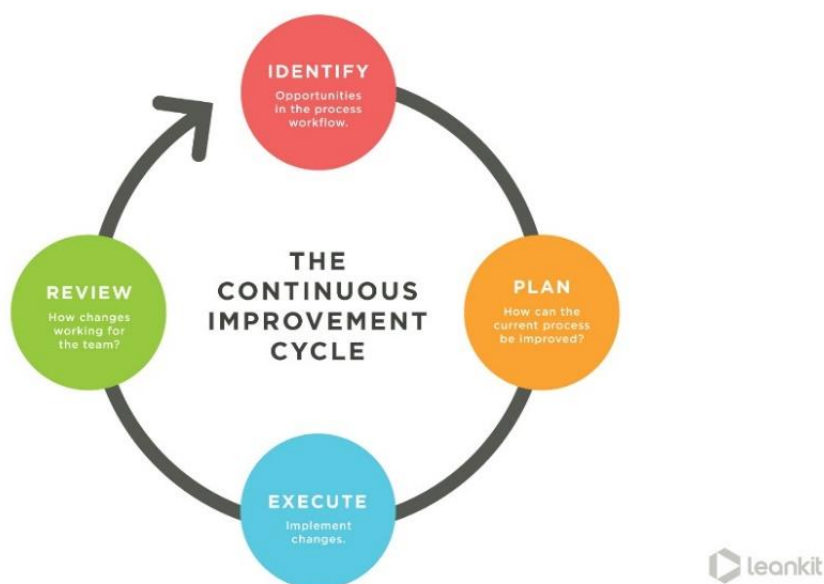 IDENTIFY
Opportunities
in the process
workflow.
PLAN
How can the
current process
be improved?
EXECUTE
Implement
changes.
REVIEW
How changes
working for
the team?
THE
CONTINUOUS
IMPROVEMENT
CYCLE
leankit